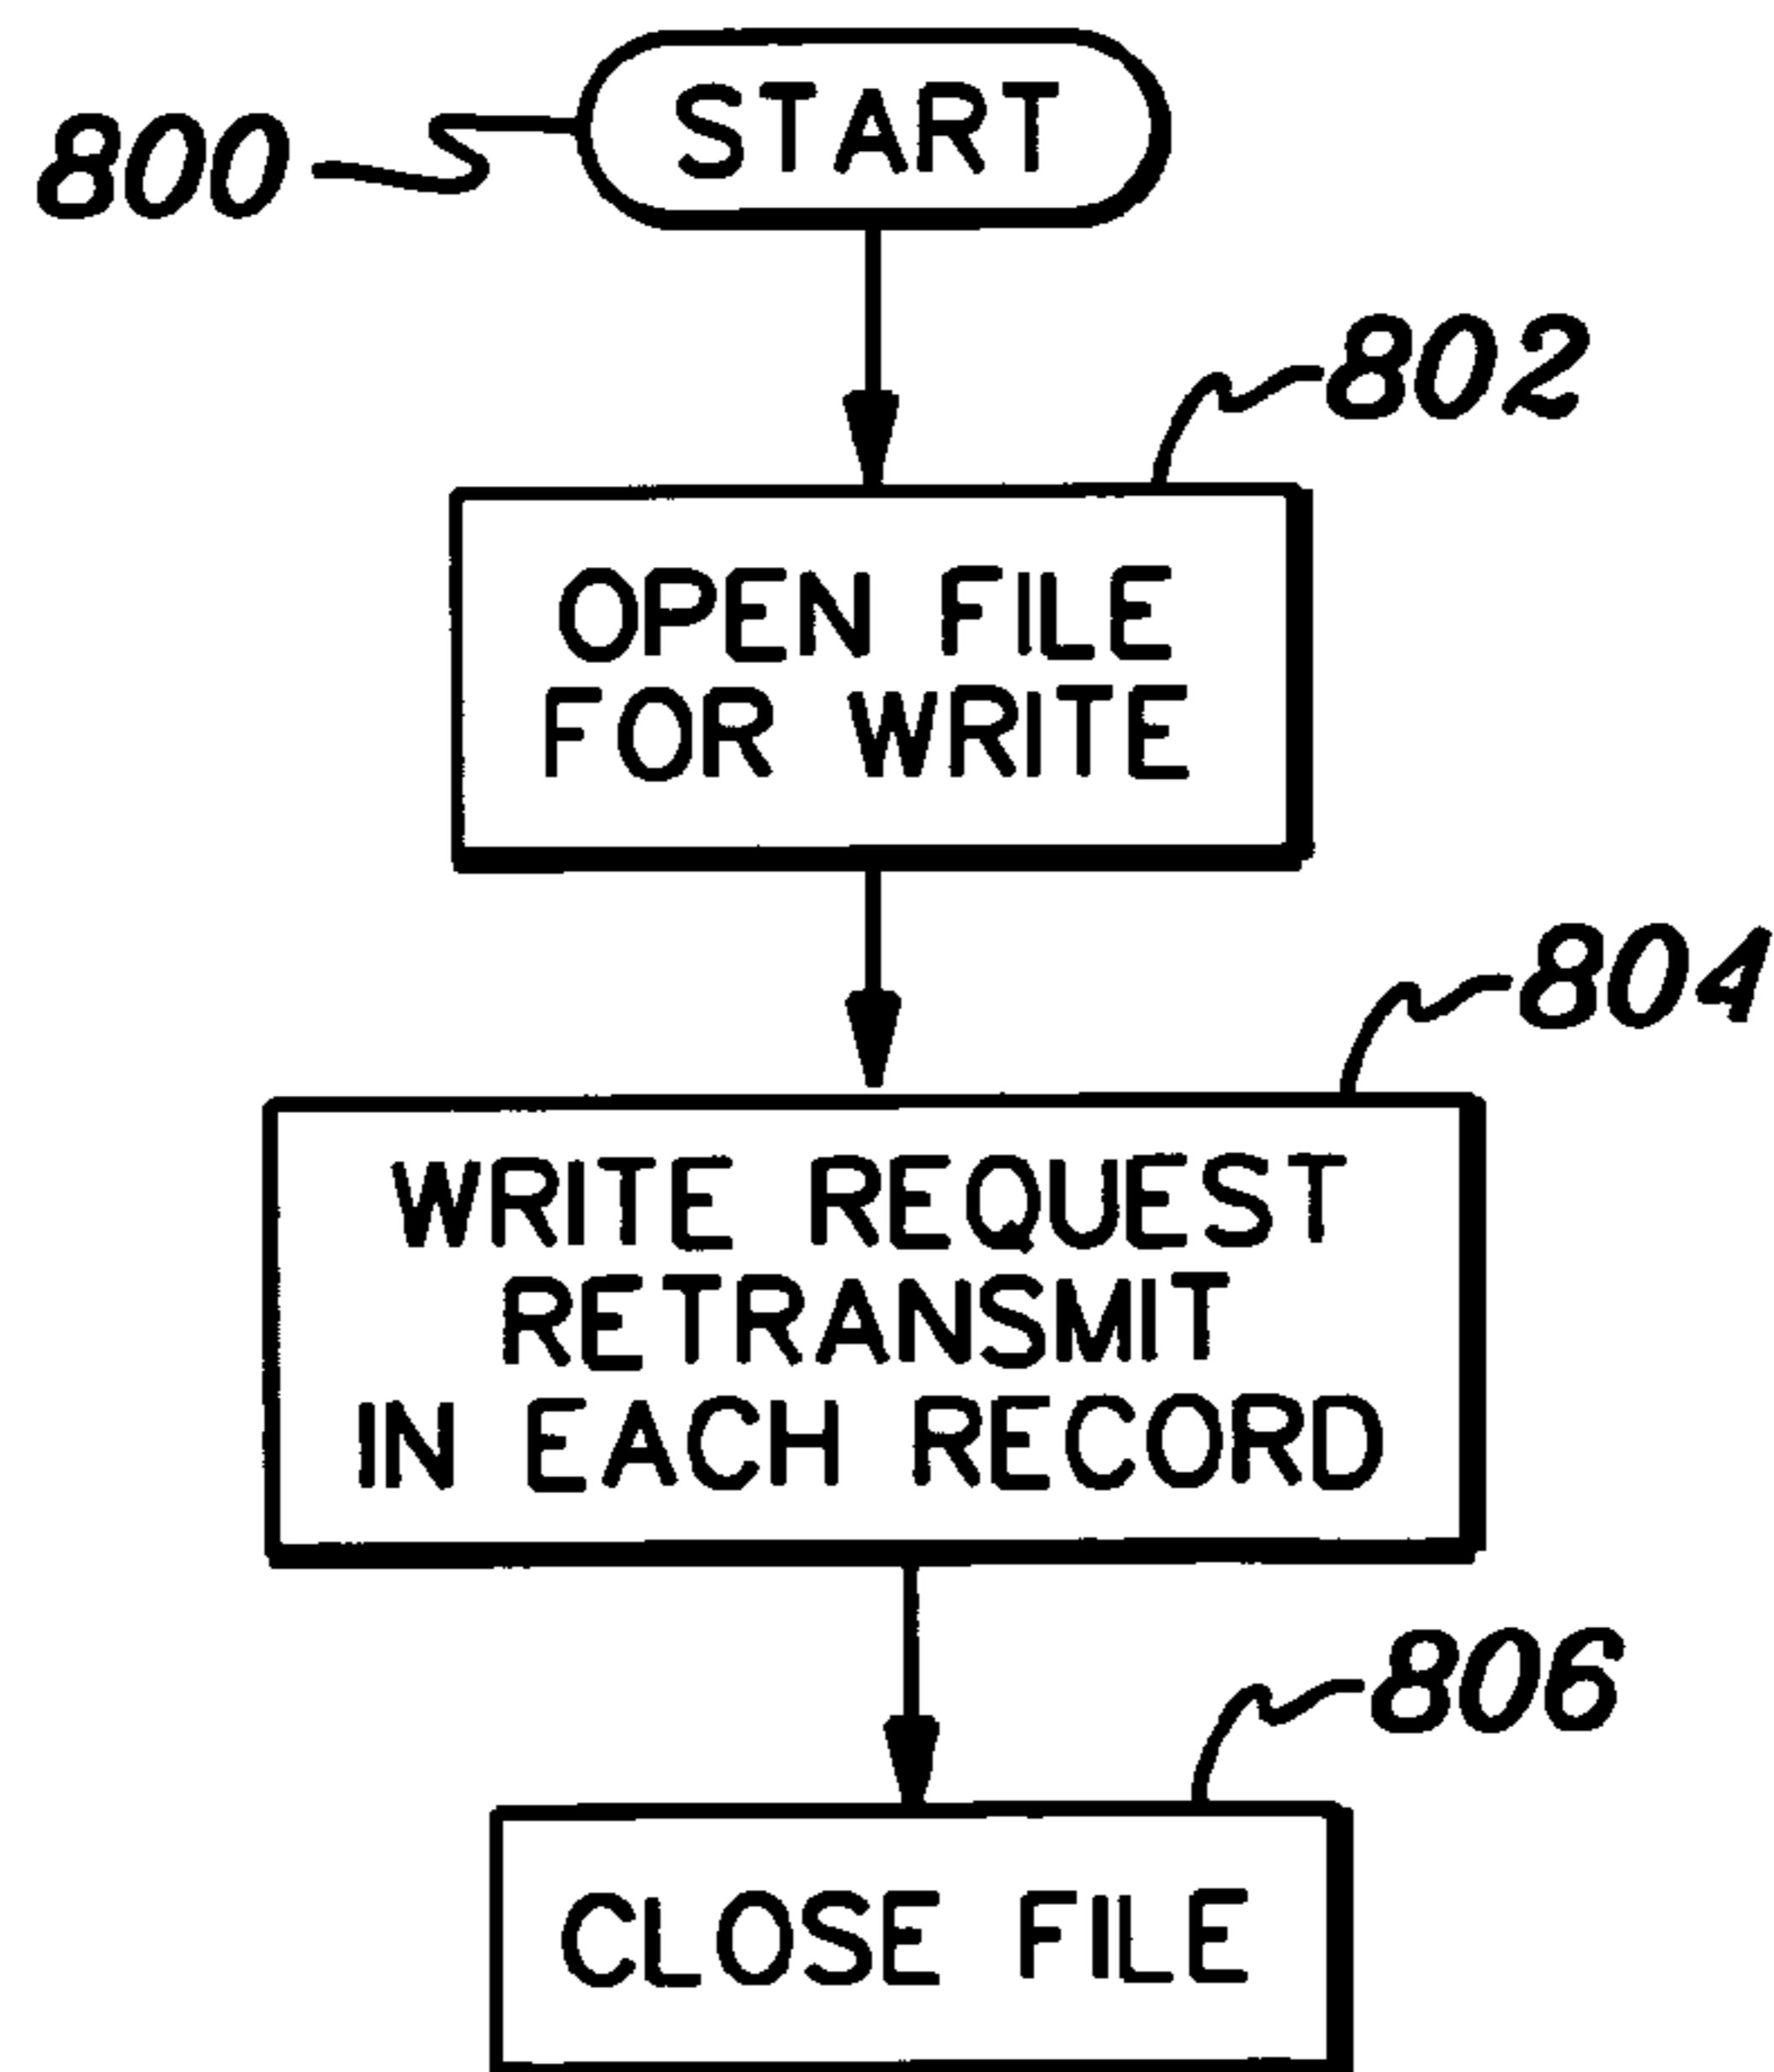 800
START
802
OPEN FILE
FOR WRITE
804
WRITE REQUEST
RETRANSMIT
IN EACH RECORD
806
CLOSE FILE